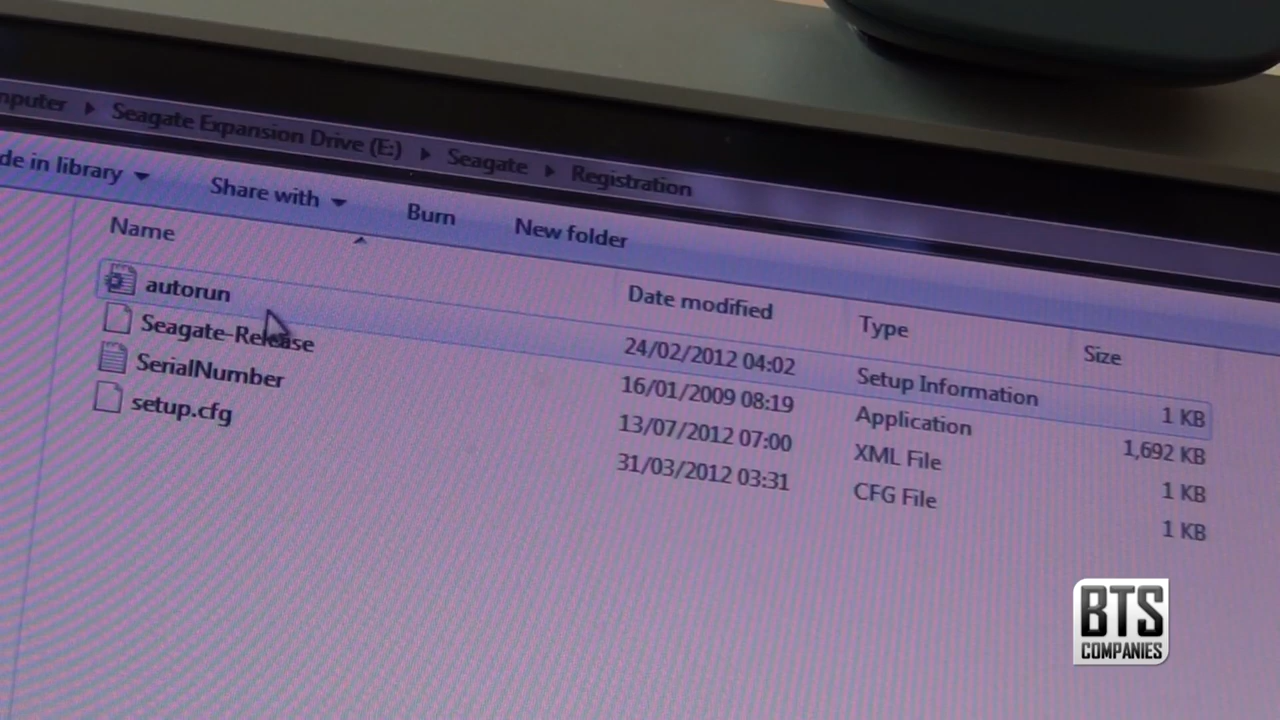 mputer ▸ Seagate Expansion Drive (E:) ▸ Seagate ▸ Registration
de in library Share with Burn New folder
Name Date modified Type Size
autorun 24/02/2012 04:02 Setup Information 1 KB
Seagate-Release 16/01/2009 08:19 Application 1,692 KB
SerialNumber 13/07/2012 07:00 XML File 1 KB
setup.cfg 31/03/2012 03:31 CFG File 1 KB
BTS
COMPANIES